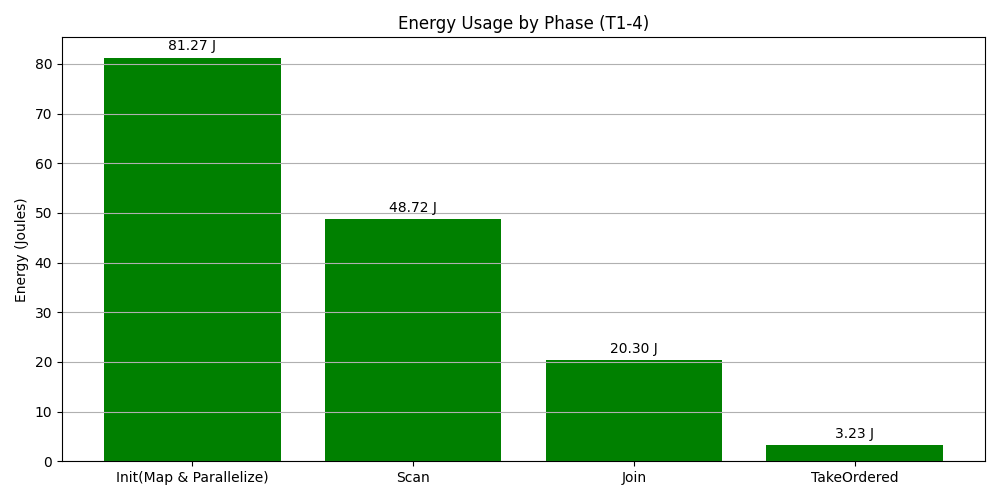 Energy Usage by Phase (T1-4)
Energy (Joules)
80
70
60
50
40
30
20
10
0
81.27 J
48.72 J
20.30 J
3.23 J
Init(Map & Parallelize)
Scan
Join
TakeOrdered